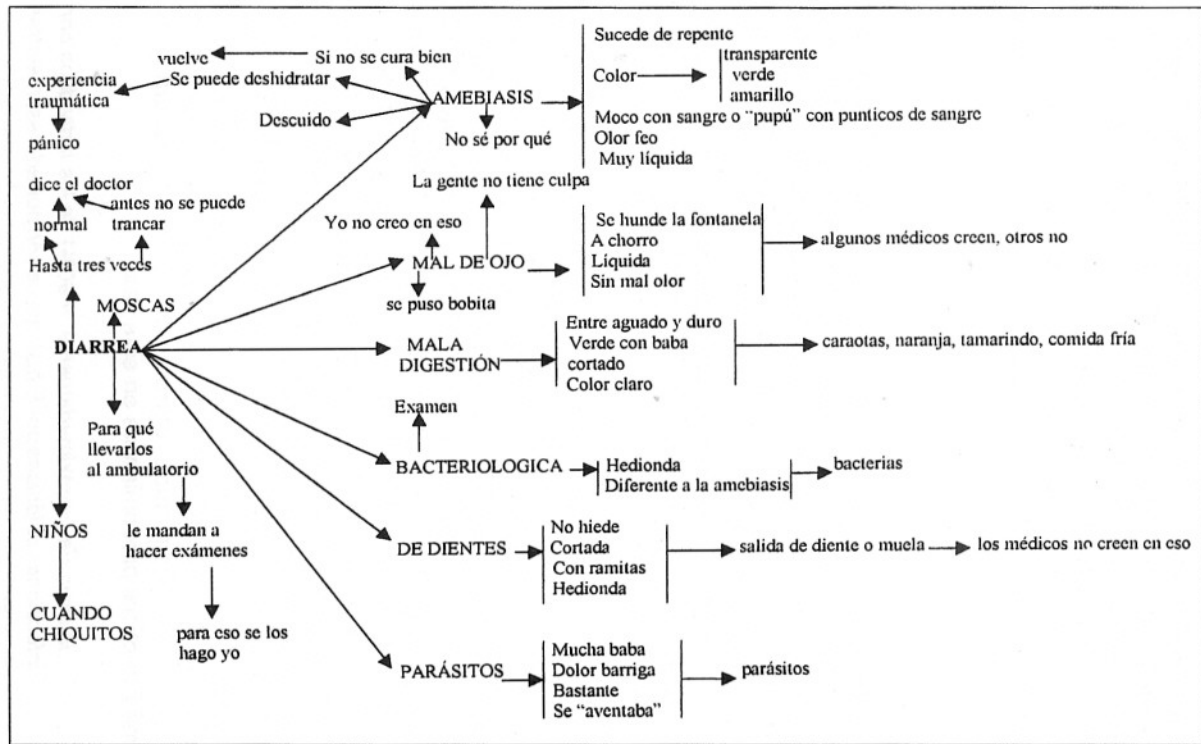 Sucede de repente
vuelve
Si no se cura bien
transparente
experiencia
traumática
Se puede deshidratar
Color
verde
amarillo
AMEBIASIS
Descuido
Moco con sangre o "pupú" con punticos de sangre
pánico
No sé por qué
Olor feo
Muy líquida
dice el doctor
La gente no tiene culpa
antes no se puede
trancar
normal
Yo no creo en eso
Se hunde la fontanela
A chorro
algunos médicos creen, otros no
Hasta tres veces
MAL DE OJO
Líquida
Sin mal olor
MOSCAS
se puso bobita
DIARREA
MALA
DIGESTIÓN
Entre aguado y duro
Verde con baba
cortado
Color claro
caraotas, naranja, tamarindo, comida fría
Examen
Para qué
llevarlos
al ambulatorio
BACTERIOLOGICA
Hedionda
Diferente a la amebiasis
bacterias
NIÑOS
le mandan a
hacer exámenes
DE DIENTES
No hiede
Cortada
Con ramitas
Hedionda
salida de diente o muela
los médicos no creen en eso
CUANDO
CHIQUITOS
para eso se los
hago yo
PARÁSITOS
Mucha baba
Dolor barriga
Bastante
Se "aventaba"
parásitos